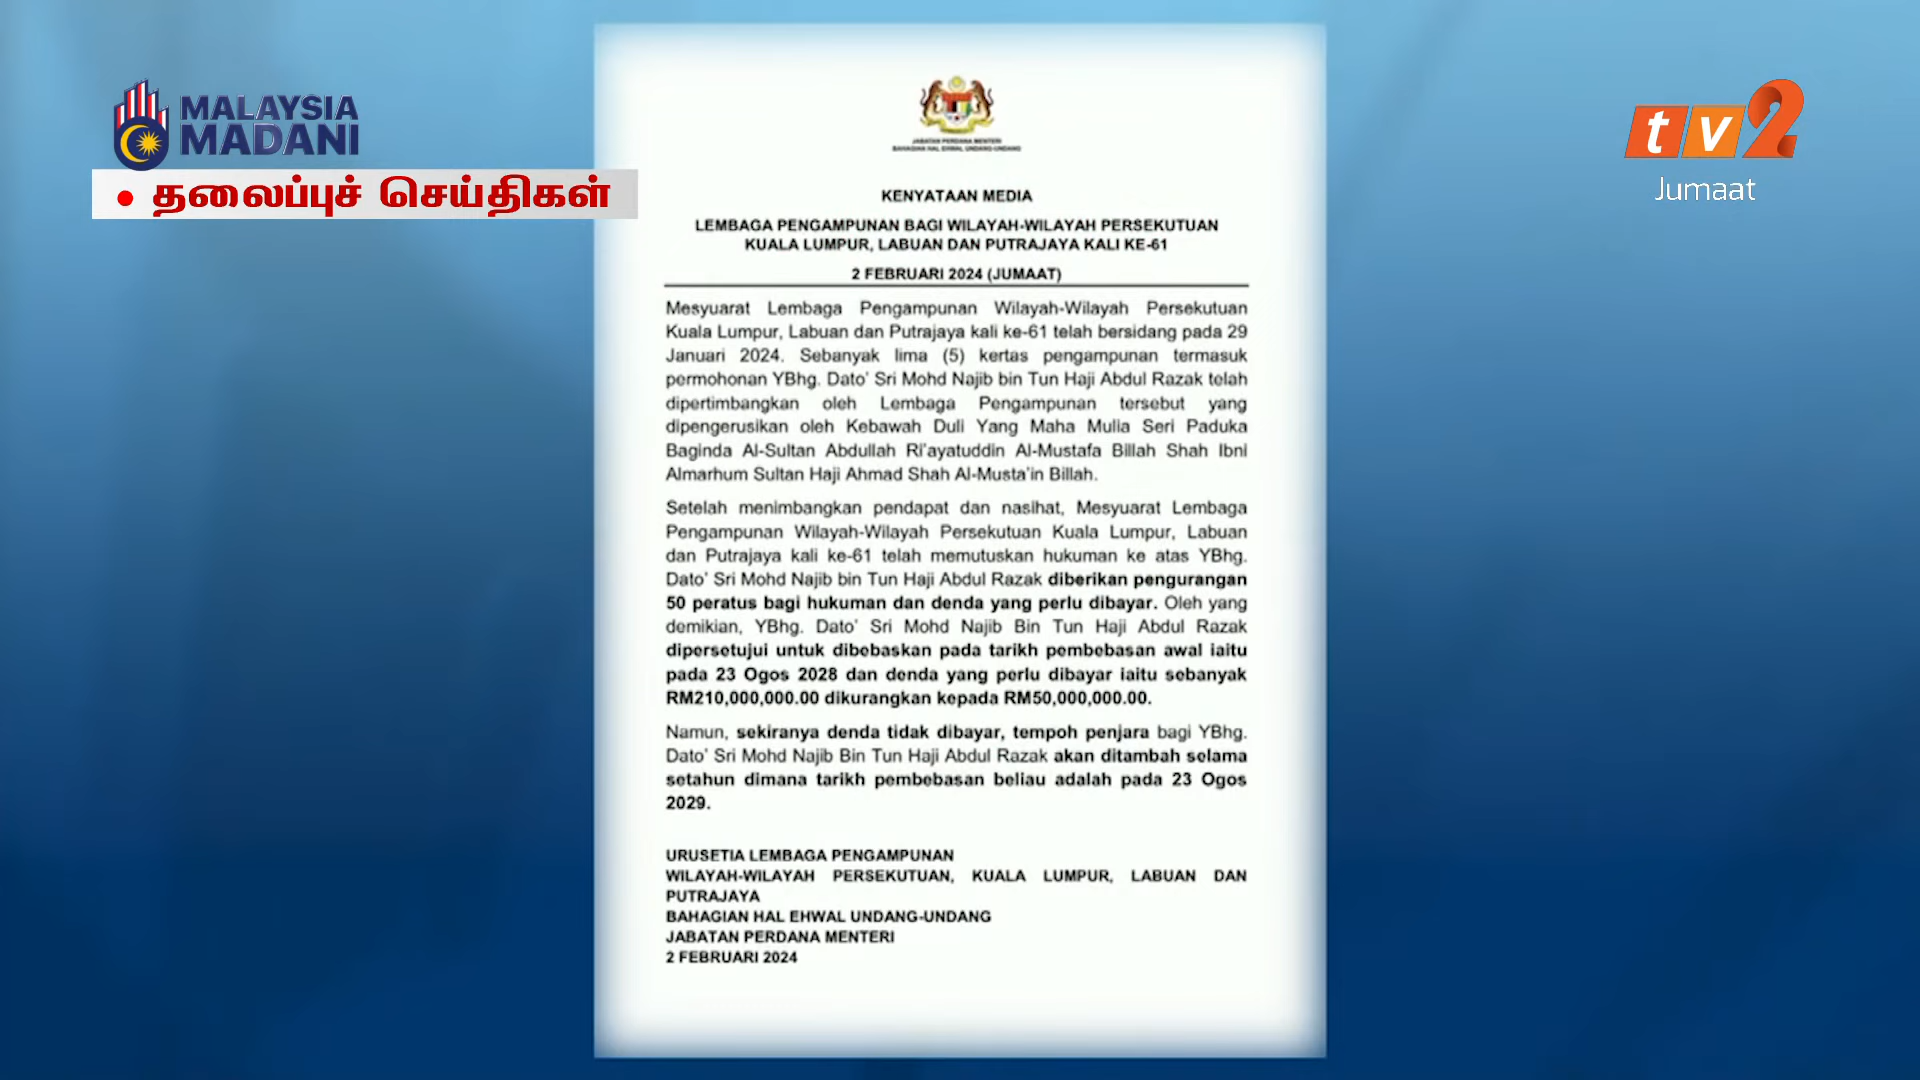 MALAYSIA
MADANI
• தலைப்புச் செய்திகள்
tv2
Jumaat
JABATAN PERDANA MENTERI
BAHAGIAN HAL EHWAL UNDANG-UNDANG
KENYATAAN MEDIA
LEMBAGA PENGAMPUNAN BAGI WILAYAH-WILAYAH PERSEKUTUAN
KUALA LUMPUR, LABUAN DAN PUTRAJAYA KALI KE-61
2 FEBRUARI 2024 (JUMAAT)
Mesyuarat Lembaga Pengampunan Wilayah-Wilayah Persekutuan
Kuala Lumpur, Labuan dan Putrajaya kali ke-61 telah bersidang pada 29
Januari 2024. Sebanyak lima (5) kertas pengampunan termasuk
permohonan YBhg. Dato' Sri Mohd Najib bin Tun Haji Abdul Razak telah
dipertimbangkan oleh Lembaga Pengampunan tersebut yang
dipengerusikan oleh Kebawah Duli Yang Maha Mulia Seri Paduka
Baginda Al-Sultan Abdullah Ri'ayatuddin Al-Mustafa Billah Shah Ibni
Almarhum Sultan Haji Ahmad Shah Al-Musta'in Billah.
Setelah menimbangkan pendapat dan nasihat, Mesyuarat Lembaga
Pengampunan Wilayah-Wilayah Persekutuan Kuala Lumpur, Labuan
dan Putrajaya kali ke-61 telah memutuskan hukuman ke atas YBhg.
Dato' Sri Mohd Najib bin Tun Haji Abdul Razak diberikan pengurangan
50 peratus bagi hukuman dan denda yang perlu dibayar. Oleh yang
demikian, YBhg. Dato' Sri Mohd Najib Bin Tun Haji Abdul Razak
dipersetujui untuk dibebaskan pada tarikh pembebasan awal iaitu
pada 23 Ogos 2028 dan denda yang perlu dibayar iaitu sebanyak
RM210,000,000.00 dikurangkan kepada RM50,000,000.00.
Namun, sekiranya denda tidak dibayar, tempoh penjara bagi YBhg.
Dato' Sri Mohd Najib Bin Tun Haji Abdul Razak akan ditambah selama
setahun dimana tarikh pembebasan beliau adalah pada 23 Ogos
2029.
URUSETIA LEMBAGA PENGAMPUNAN
WILAYAH-WILAYAH PERSEKUTUAN, KUALA LUMPUR, LABUAN DAN
PUTRAJAYA
BAHAGIAN HAL EHWAL UNDANG-UNDANG
JABATAN PERDANA MENTERI
2 FEBRUARI 2024